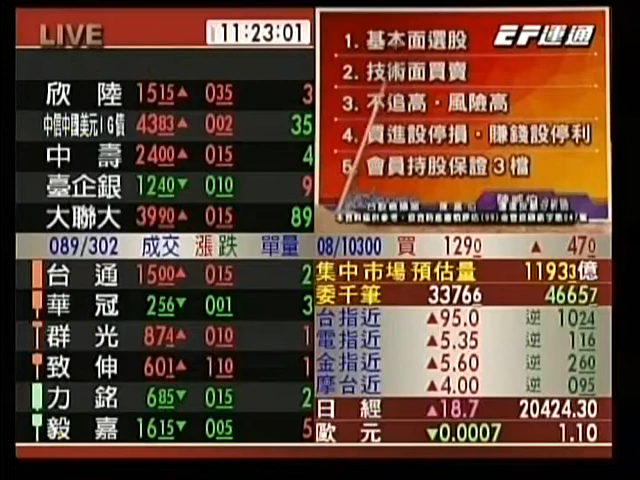 LIVE 11:23:01
欣陸 1515▲ 035 3
中信中國美元IG債 4383▲ 002 35
中壽 2400▲ 015 4
臺企銀 1240▼ 010 9
大聯大 3990▲ 015 89
089/302 成交 漲跌 單量
台通 1500▲ 015 2
華冠 256▼ 001 3
群光 874▲ 010 1
致伸 601▲ 110 1
力銘 685▼ 015 2
毅嘉 1615▼ 005 5
運通
1. 基本面選股
2. 技術面買賣
3. 不追高·風險高
4. 買進設停損·賺錢設停利
5. 會員持股保證3檔
08/10300 買 1290 ▲ 470
集中市場預估量 11933億
委千筆 33766 46657
台指近 ▲95.0 逆 1024
電指近 ▲5.35 逆 116
金指近 ▲5.60 逆 260
摩台近 ▲4.00 逆 095
日經 ▲18.7 20424.30
歐元 ▼0.0007 1.10